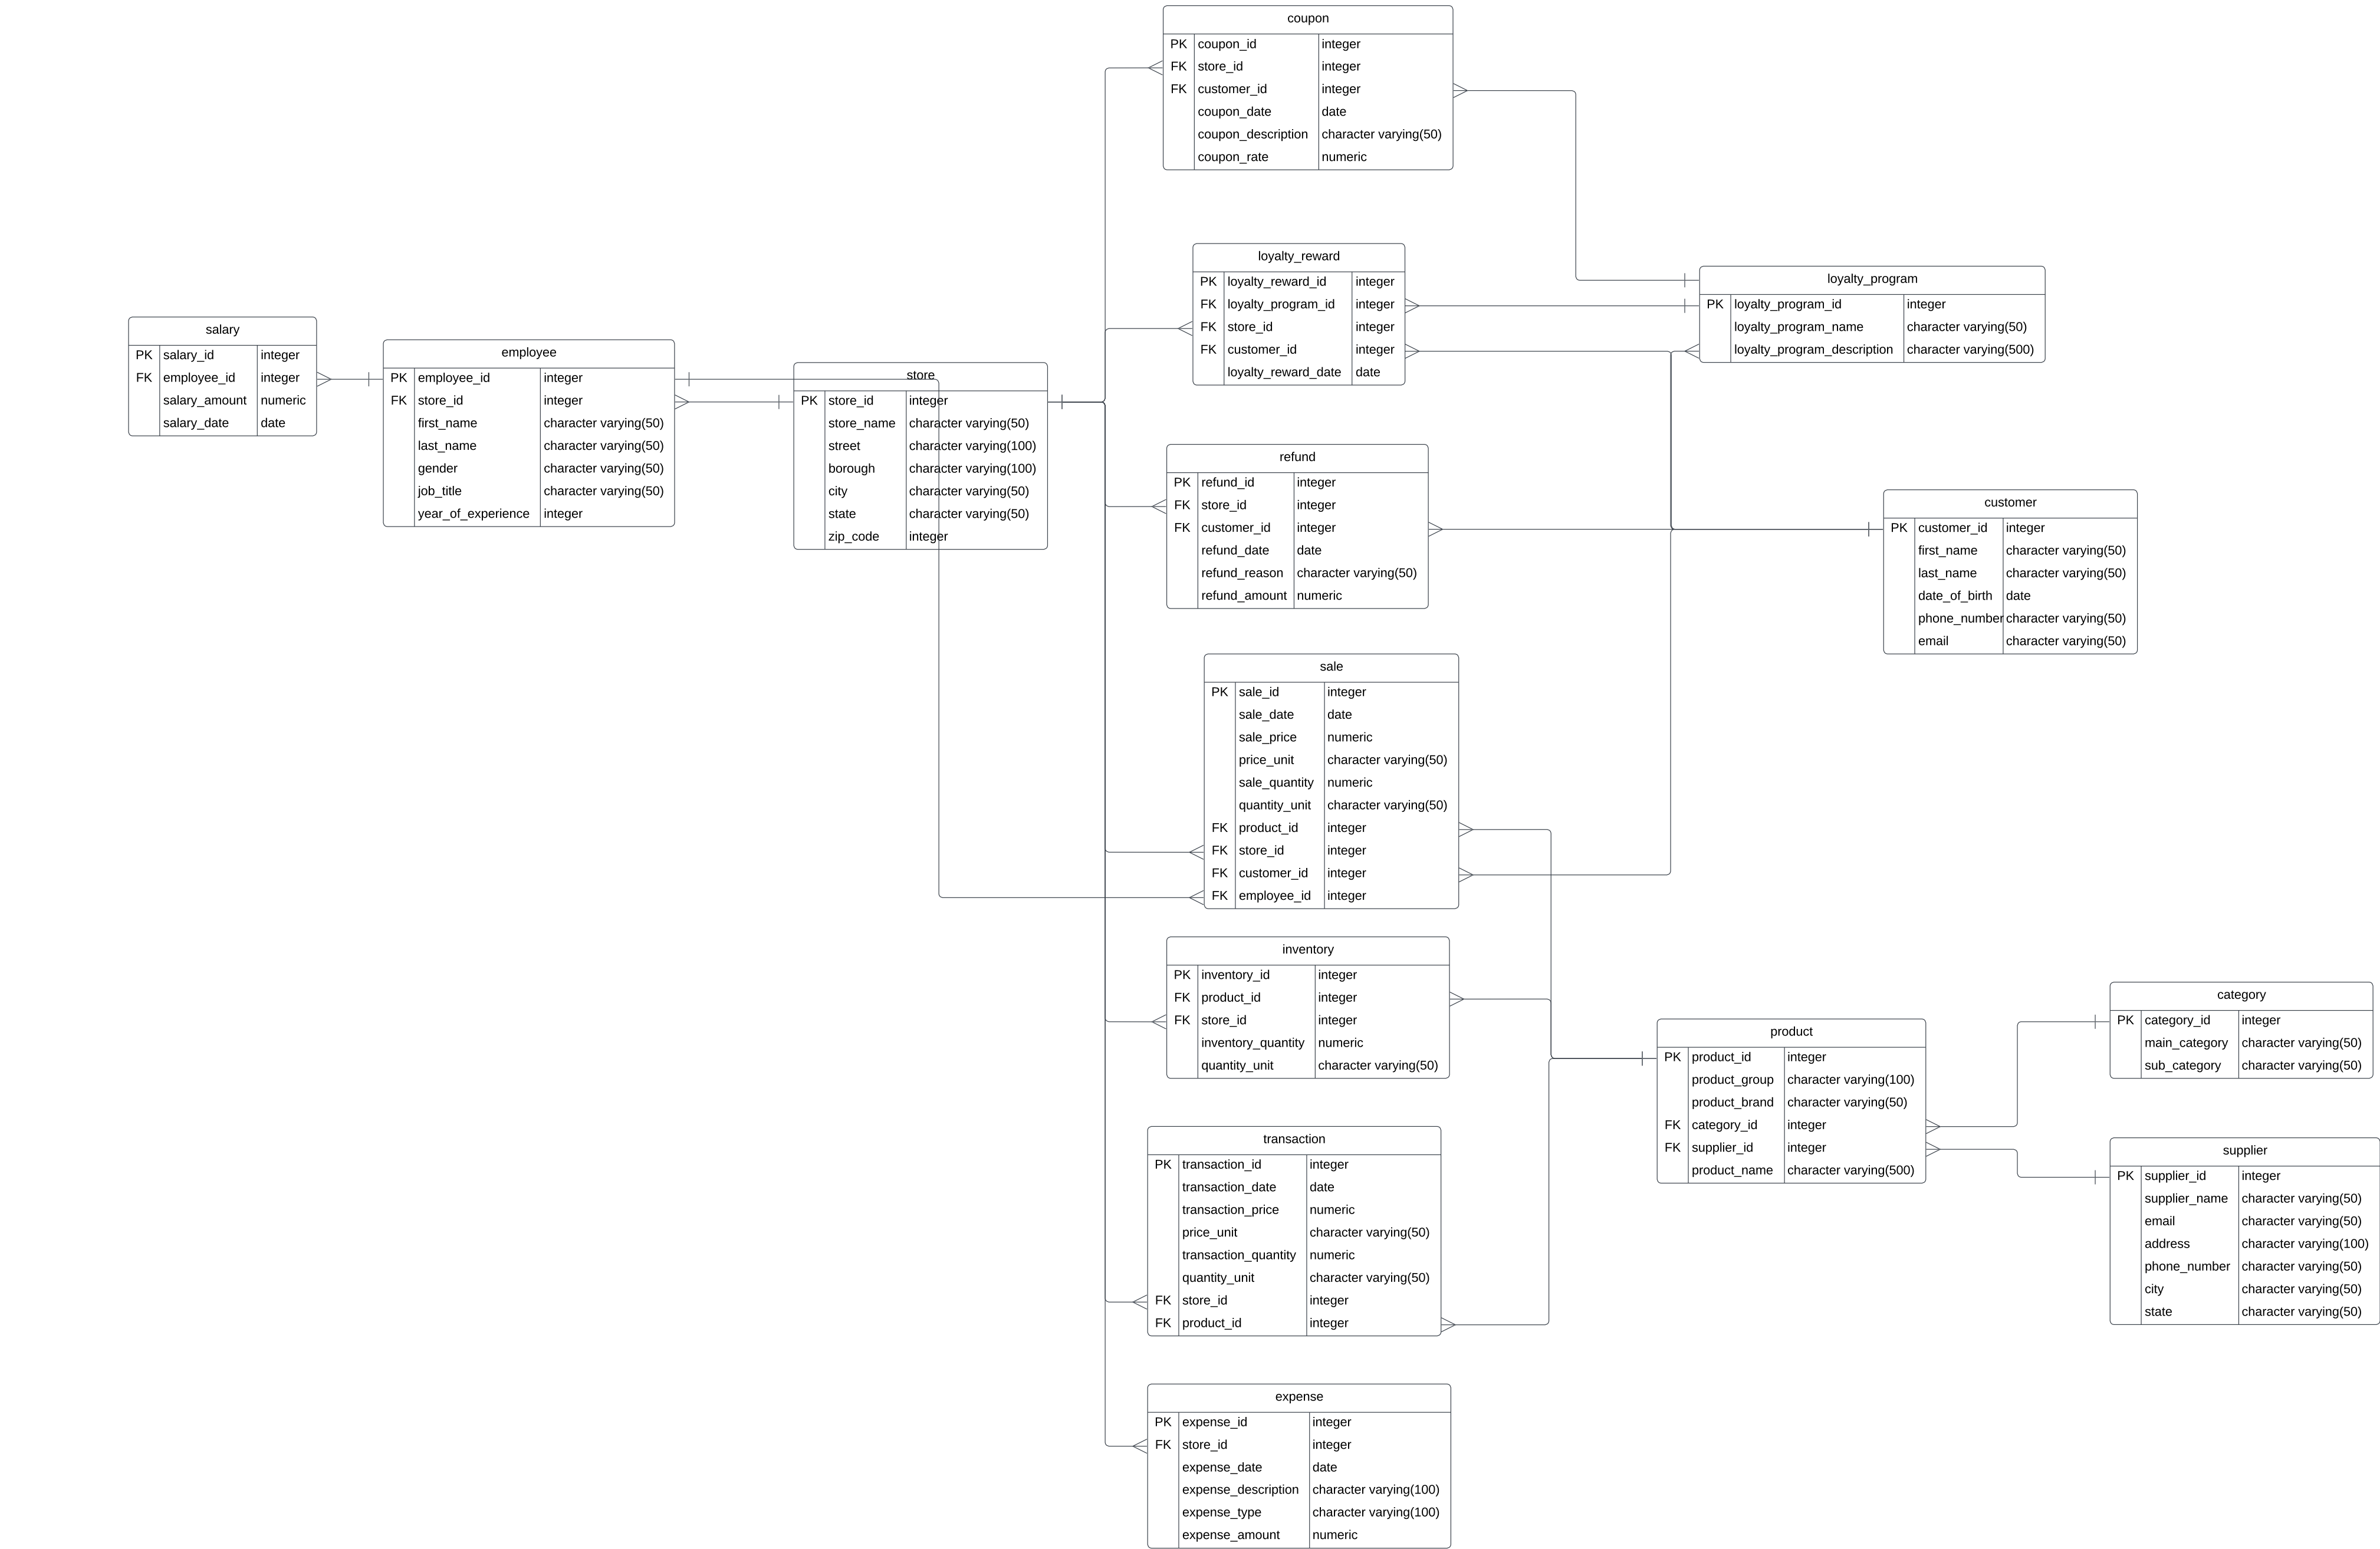 coupon
PK coupon_id integer
FK store_id integer
FK customer_id integer
coupon_date date
coupon_description character varying(50)
coupon_rate numeric
loyalty_reward
PK loyalty_reward_id integer
FK loyalty_program_id integer
FK store_id integer
FK customer_id integer
loyalty_reward_date date
loyalty_program
PK loyalty_program_id integer
loyalty_program_name character varying(50)
loyalty_program_description character varying(500)
salary
PK salary_id integer
FK employee_id integer
salary_amount numeric
salary_date date
employee
PK employee_id integer
FK store_id integer
first_name character varying(50)
last_name character varying(50)
gender character varying(50)
job_title character varying(50)
year_of_experience integer
store
PK store_id integer
store_name character varying(50)
street character varying(100)
borough character varying(100)
city character varying(50)
state character varying(50)
zip_code integer
refund
PK refund_id integer
FK store_id integer
FK customer_id integer
refund_date date
refund_reason character varying(50)
refund_amount numeric
customer
PK customer_id integer
first_name character varying(50)
last_name character varying(50)
date_of_birth date
phone_number character varying(50)
email character varying(50)
sale
PK sale_id integer
sale_date date
sale_price numeric
price_unit character varying(50)
sale_quantity numeric
quantity_unit character varying(50)
FK product_id integer
FK store_id integer
FK customer_id integer
FK employee_id integer
inventory
PK inventory_id integer
FK product_id integer
FK store_id integer
inventory_quantity numeric
quantity_unit character varying(50)
product
PK product_id integer
product_group character varying(100)
product_brand character varying(50)
FK category_id integer
FK supplier_id integer
product_name character varying(500)
category
PK category_id integer
main_category character varying(50)
sub_category character varying(50)
supplier
PK supplier_id integer
supplier_name character varying(50)
email character varying(50)
address character varying(100)
phone_number character varying(50)
city character varying(50)
state character varying(50)
transaction
PK transaction_id integer
transaction_date date
transaction_price numeric
price_unit character varying(50)
transaction_quantity numeric
quantity_unit character varying(50)
FK store_id integer
FK product_id integer
expense
PK expense_id integer
FK store_id integer
expense_date date
expense_description character varying(100)
expense_type character varying(100)
expense_amount numeric